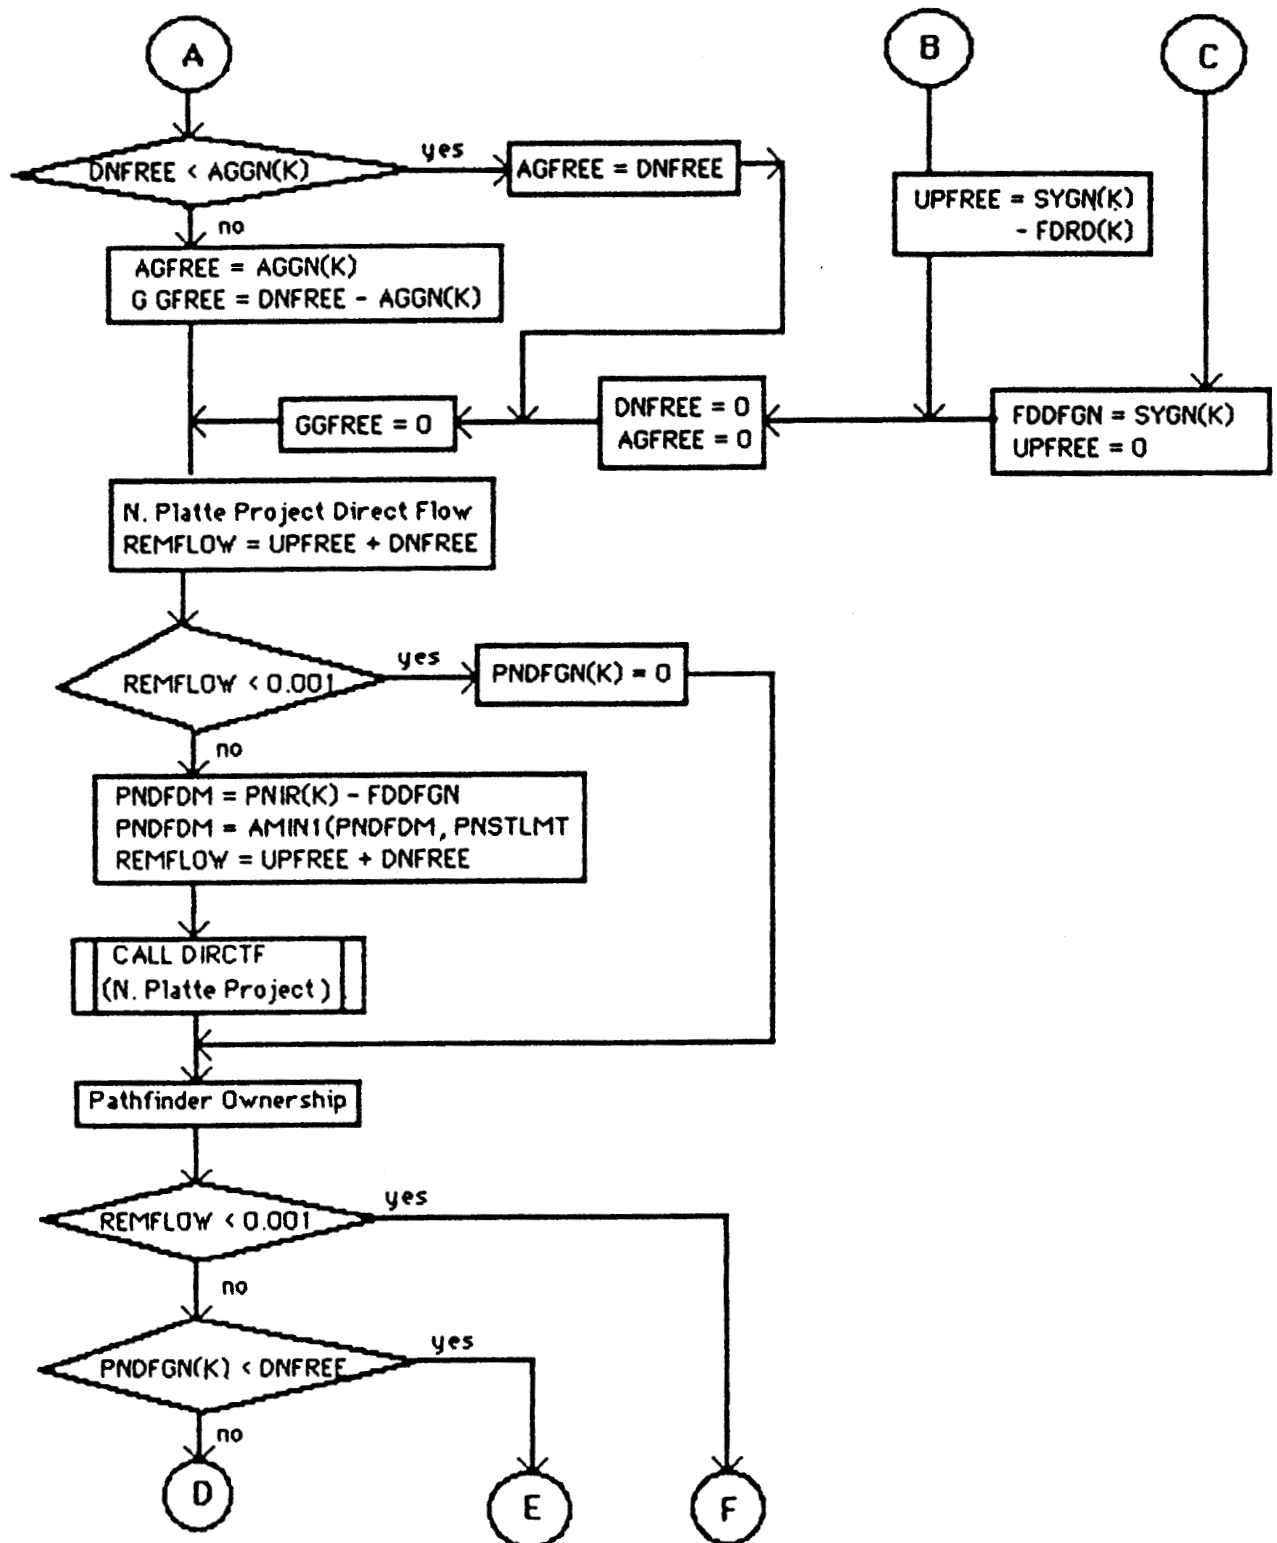 A
B
C
DNFREE < AGGN(K)
yes
AGFREE = DNFREE
UPFREE = SYGN(K)
- FDRD(K)
no
AGFREE = AGGN(K)
G GFREE = DNFREE - AGGN(K)
GGFREE = 0
DNFREE = 0
AGFREE = 0
FDDFGN = SYGN(K)
UPFREE = 0
N. Platte Project Direct Flow
REMFLOW = UPFREE + DNFREE
REMFLOW < 0.001
yes
PNDFGN(K) = 0
no
PNDFDM = PNIR(K) - FDDFGN
PNDFDM = AMIN1(PNDFDM, PNSTLMT
REMFLOW = UPFREE + DNFREE
CALL DIRCTF
(N. Platte Project)
Pathfinder Ownership
REMFLOW < 0.001
yes
no
PNDFGN(K) < DNFREE
yes
no
D
E
F